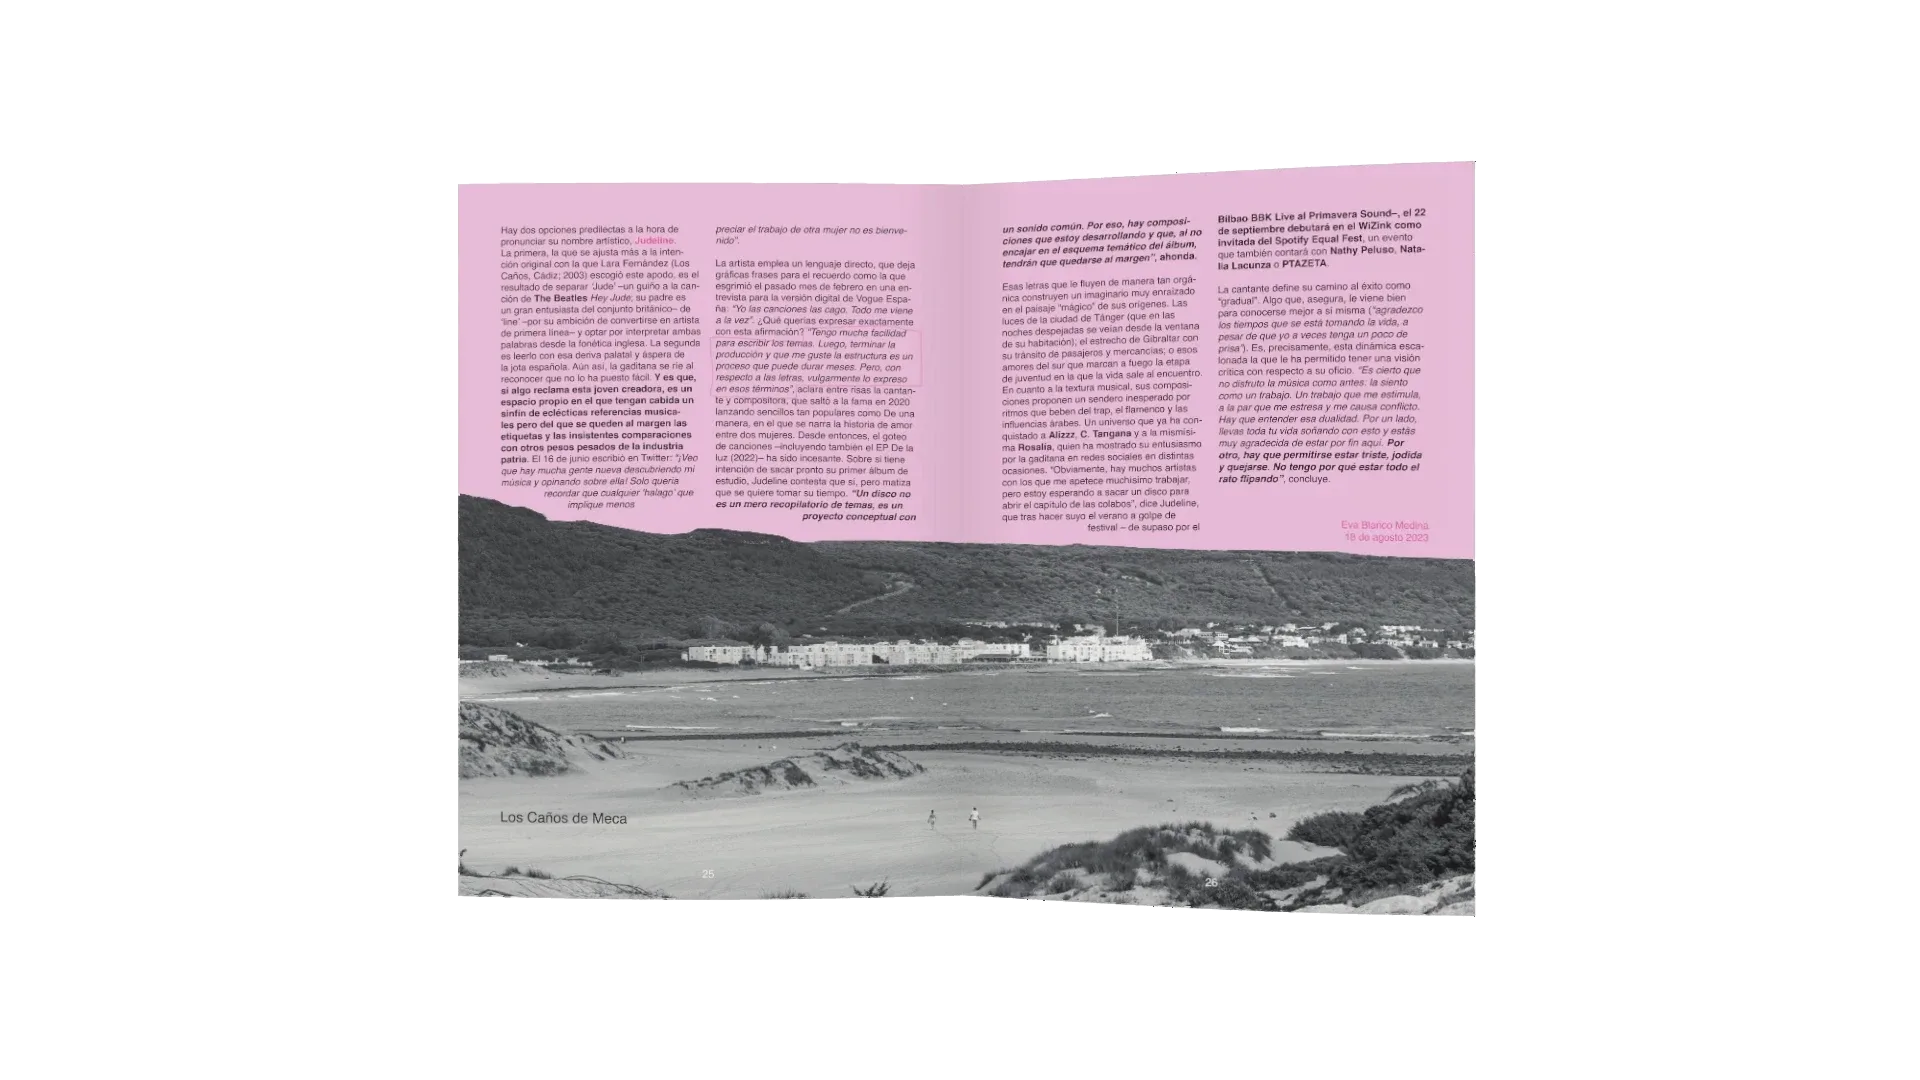 Hay dos opciones predilectas a la hora de
pronunciar su nombre artístico, Judeline.
La primera, la que se ajusta más a la inten-
ción original con la que Lara Fernández (Los
Caños, Cádiz; 2003) escogió este apodo, es el
resultado de separar 'Jude' –un guiño a la can-
ción de The Beatles Hey Jude; su padre es
un gran entusiasta del conjunto británico– de
'line' –por su ambición de convertirse en artista
de primera línea– y optar por interpretar ambas
palabras desde la fonética inglesa. La segunda
es leerlo con esa deriva palatal y áspera de
la jota española. Aún así, la gaditana se ríe al
reconocer que no lo ha puesto fácil. Y es que,
si algo reclama esta joven creadora, es un
espacio propio en el que tengan cabida un
sinfín de eclécticas referencias musica-
les pero del que se queden al margen las
etiquetas y las insistentes comparaciones
con otros pesos pesados de la industria
patria. El 16 de junio escribió en Twitter: "¡Veo
que hay mucha gente nueva descubriendo mi
música y opinando sobre ella! Solo quería
recordar que cualquier 'halago' que
implique menos
preciar el trabajo de otra mujer no es bienve-
nido".
La artista emplea un lenguaje directo, que deja
gráficas frases para el recuerdo como la que
esgrimió el pasado mes de febrero en una en-
trevista para la versión digital de Vogue Espa-
ña: "Yo las canciones las cago. Todo me viene
a la vez". ¿Qué querías expresar exactamente
con esta afirmación? "Tengo mucha facilidad
para escribir los temas. Luego, terminar la
producción y que me guste la estructura es un
proceso que puede durar meses. Pero, con
respecto a las letras, vulgarmente lo expreso
en esos términos", aclara entre risas la cantan-
te y compositora, que saltó a la fama en 2020
lanzando sencillos tan populares como De una
manera, en el que se narra la historia de amor
entre dos mujeres. Desde entonces, el goteo
de canciones –incluyendo también el EP De la
luz (2022)– ha sido incesante. Sobre si tiene
intención de sacar pronto su primer álbum de
estudio, Judeline contesta que sí, pero matiza
que se quiere tomar su tiempo. "Un disco no
es un mero recopilatorio de temas, es un
proyecto conceptual con
un sonido común. Por eso, hay composi-
ciones que estoy desarrollando y que, al no
encajar en el esquema temático del álbum,
tendrán que quedarse al margen", ahonda.
Esas letras que le fluyen de manera tan orgá-
nica construyen un imaginario muy enraizado
en el paisaje "mágico" de sus orígenes. Las
luces de la ciudad de Tánger (que en las
noches despejadas se veían desde la ventana
de su habitación); el estrecho de Gibraltar con
su tránsito de pasajeros y mercancías; o esos
amores del sur que marcan a fuego la etapa
de juventud en la que la vida sale al encuentro.
En cuanto a la textura musical, sus composi-
ciones proponen un sendero inesperado por
ritmos que beben del trap, el flamenco y las
influencias árabes. Un universo que ya ha con-
quistado a Alizzz, C. Tangana y a la mismísi-
ma Rosalía, quien ha mostrado su entusiasmo
por la gaditana en redes sociales en distintas
ocasiones. "Obviamente, hay muchos artistas
con los que me apetece muchísimo trabajar,
pero estoy esperando a sacar un disco para
abrir el capítulo de las colabos", dice Judeline,
que tras hacer suyo el verano a golpe de
festival – de supaso por el
Bilbao BBK Live al Primavera Sound–, el 22
de septiembre debutará en el WiZink como
invitada del Spotify Equal Fest, un evento
que también contará con Nathy Peluso, Nata-
lia Lacunza o PTAZETA.
La cantante define su camino al éxito como
"gradual". Algo que, asegura, le viene bien
para conocerse mejor a sí misma ("agradezco
los tiempos que se está tomando la vida, a
pesar de que yo a veces tenga un poco de
prisa"). Es, precisamente, esta dinámica esca-
lonada la que le ha permitido tener una visión
crítica con respecto a su oficio. "Es cierto que
no disfruto la música como antes: la siento
como un trabajo. Un trabajo que me estimula,
a la par que me estresa y me causa conflicto.
Hay que entender esa dualidad. Por un lado,
llevas toda tu vida soñando con esto y estás
muy agradecida de estar por fin aquí. Por
otro, hay que permitirse estar triste, jodida
y quejarse. No tengo por qué estar todo el
rato flipando", concluye.
Eva Blanco Medina
18 de agosto 2023
Los Caños de Meca
25
26